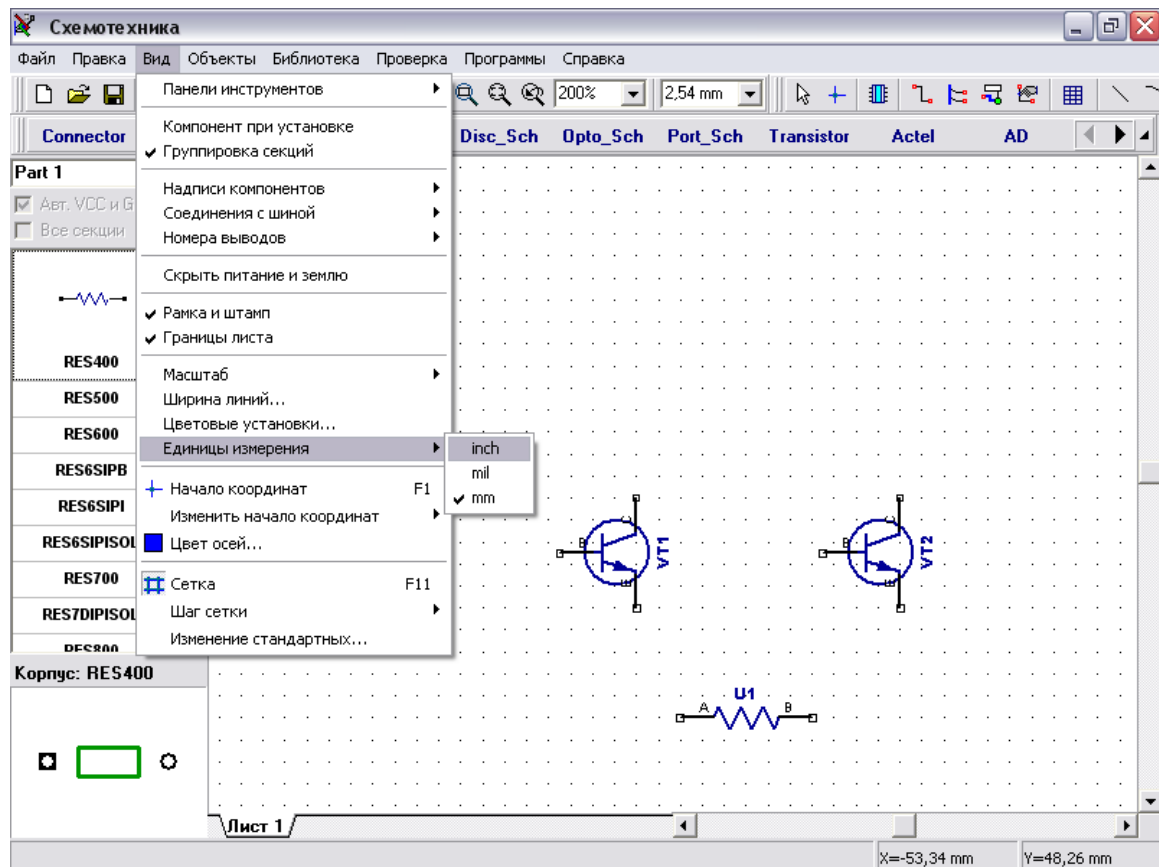 Схемотехника
Файл Правка Вид Объекты Библиотека Проверка Программы Справка
200% 2,54 mm
Connector Disc_Sch Opto_Sch Port_Sch Transistor Actel AD
Part 1
Авт. VCC и G
Все секции
RES400
RES500
RES600
RES6SIPB
RES6SIPI
RES6SIPISOL
RES700
RES7DIPISOL
RES800
Корпус: RES400
Панели инструментов
Компонент при установке
Группировка секций
Надписи компонентов
Соединения с шиной
Номера выводов
Скрыть питание и землю
Рамка и штамп
Границы листа
Масштаб
Ширина линий...
Цветовые установки...
Единицы измерения
inch
mil
mm
Начало координат F1
Изменить начало координат
Цвет осей...
Сетка F11
Шаг сетки
Изменение стандартных...
C
B
E
VT1
C
B
E
VT2
U1
A B
Лист 1
X=-53,34 mm Y=48,26 mm